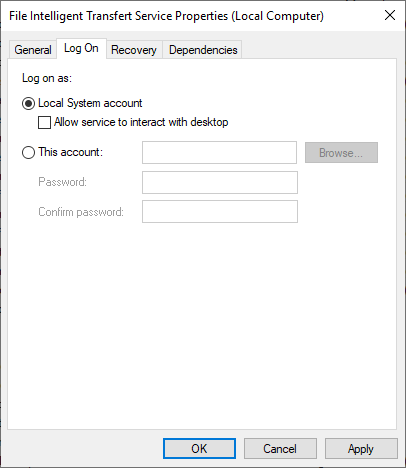 File Intelligent Transfert Service Properties (Local Computer)
General Log On Recovery Dependencies
Log on as:
Local System account
Allow service to interact with desktop
This account: Browse...
Password:
Confirm password:
OK Cancel Apply